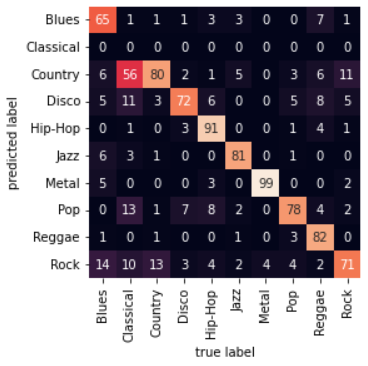 Blues 65 1 1 1 3 3 0 0 7 1
Classical 0 0 0 0 0 0 0 0 0 0
Country 6 56 80 2 1 5 0 3 6 11
Disco 5 11 3 72 6 0 0 5 8 5
Hip-Hop 0 1 0 3 91 0 0 1 4 1
Jazz 6 3 1 0 0 81 0 1 0 0
Metal 5 0 0 0 3 0 99 0 0 2
Pop 0 13 1 7 8 2 0 78 4 2
Reggae 1 0 1 0 0 1 0 3 82 0
Rock 14 10 13 3 4 2 4 4 2 71
predicted label
Blues Classical Country Disco Hip-Hop Jazz Metal Pop Reggae Rock
true label